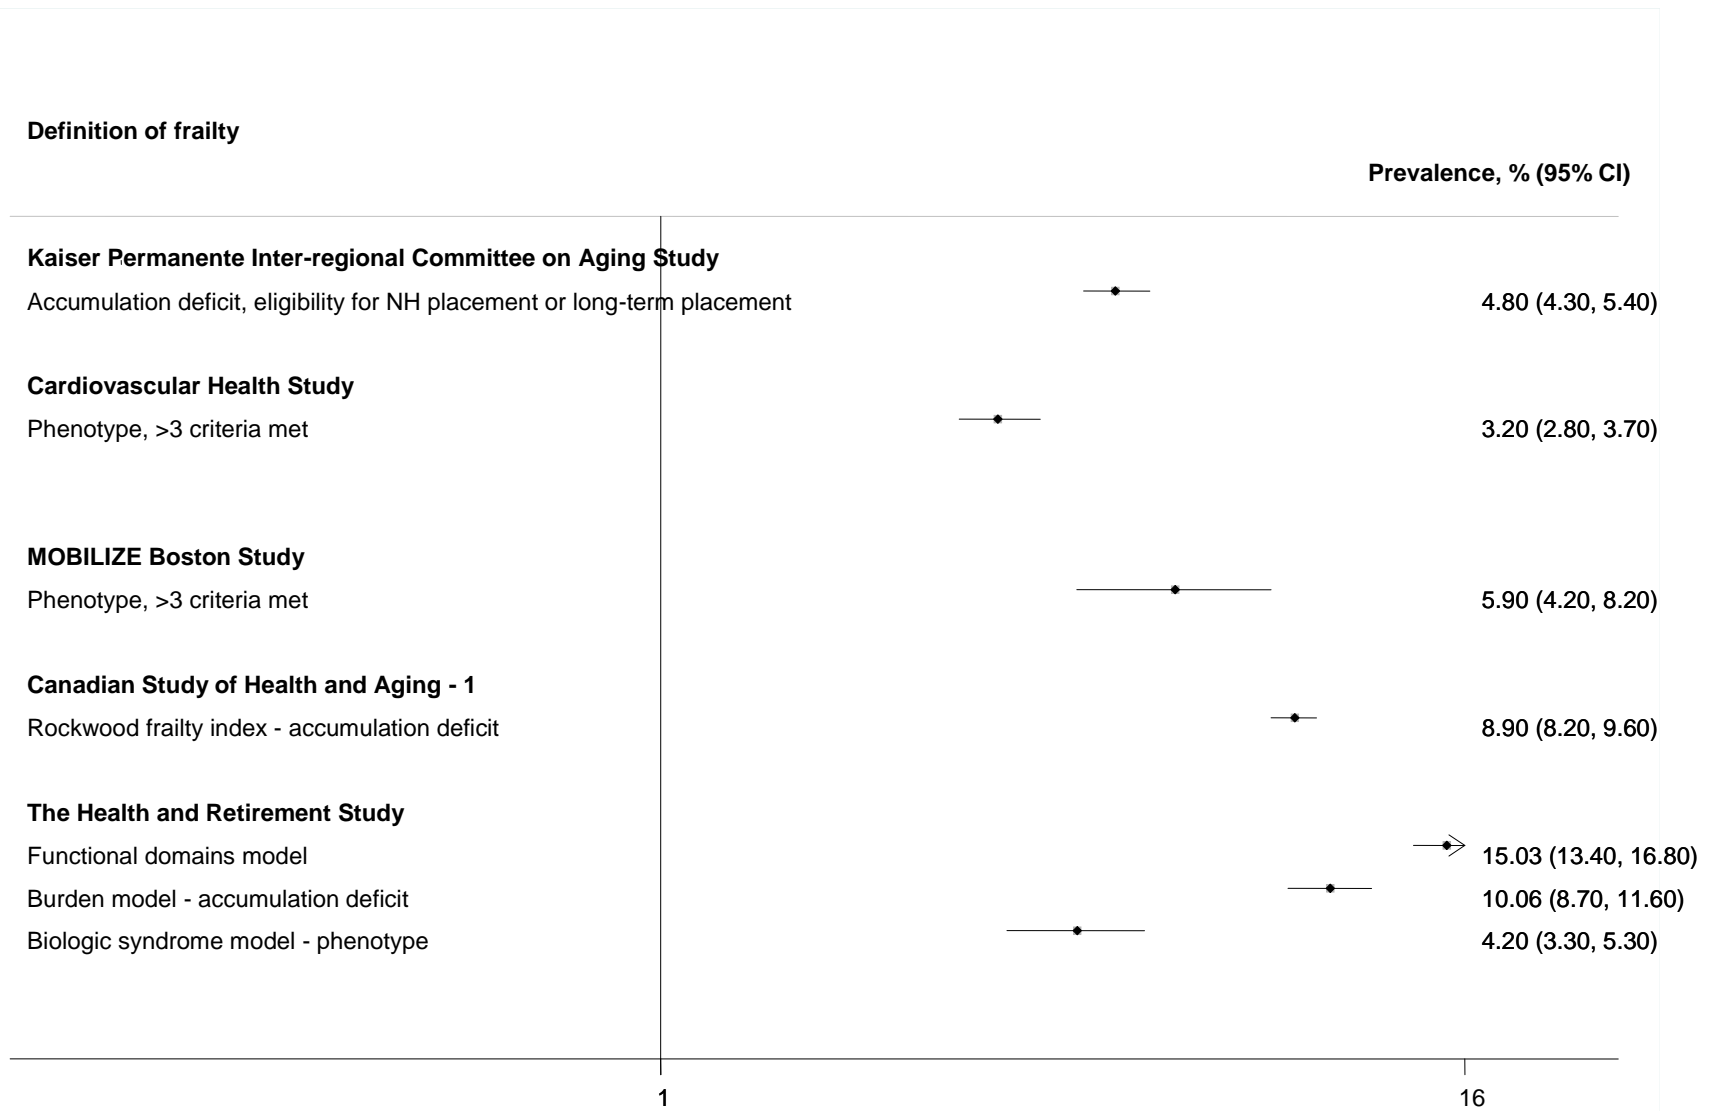 Definition of frailty
Prevalence, % (95% CI)
Kaiser Permanente Inter-regional Committee on Aging Study
Accumulation deficit, eligibility for NH placement or long-term placement 4.80 (4.30, 5.40)
Cardiovascular Health Study
Phenotype, >3 criteria met 3.20 (2.80, 3.70)
MOBILIZE Boston Study
Phenotype, >3 criteria met 5.90 (4.20, 8.20)
Canadian Study of Health and Aging - 1
Rockwood frailty index - accumulation deficit 8.90 (8.20, 9.60)
The Health and Retirement Study
Functional domains model 15.03 (13.40, 16.80)
Burden model - accumulation deficit 10.06 (8.70, 11.60)
Biologic syndrome model - phenotype 4.20 (3.30, 5.30)
1 16